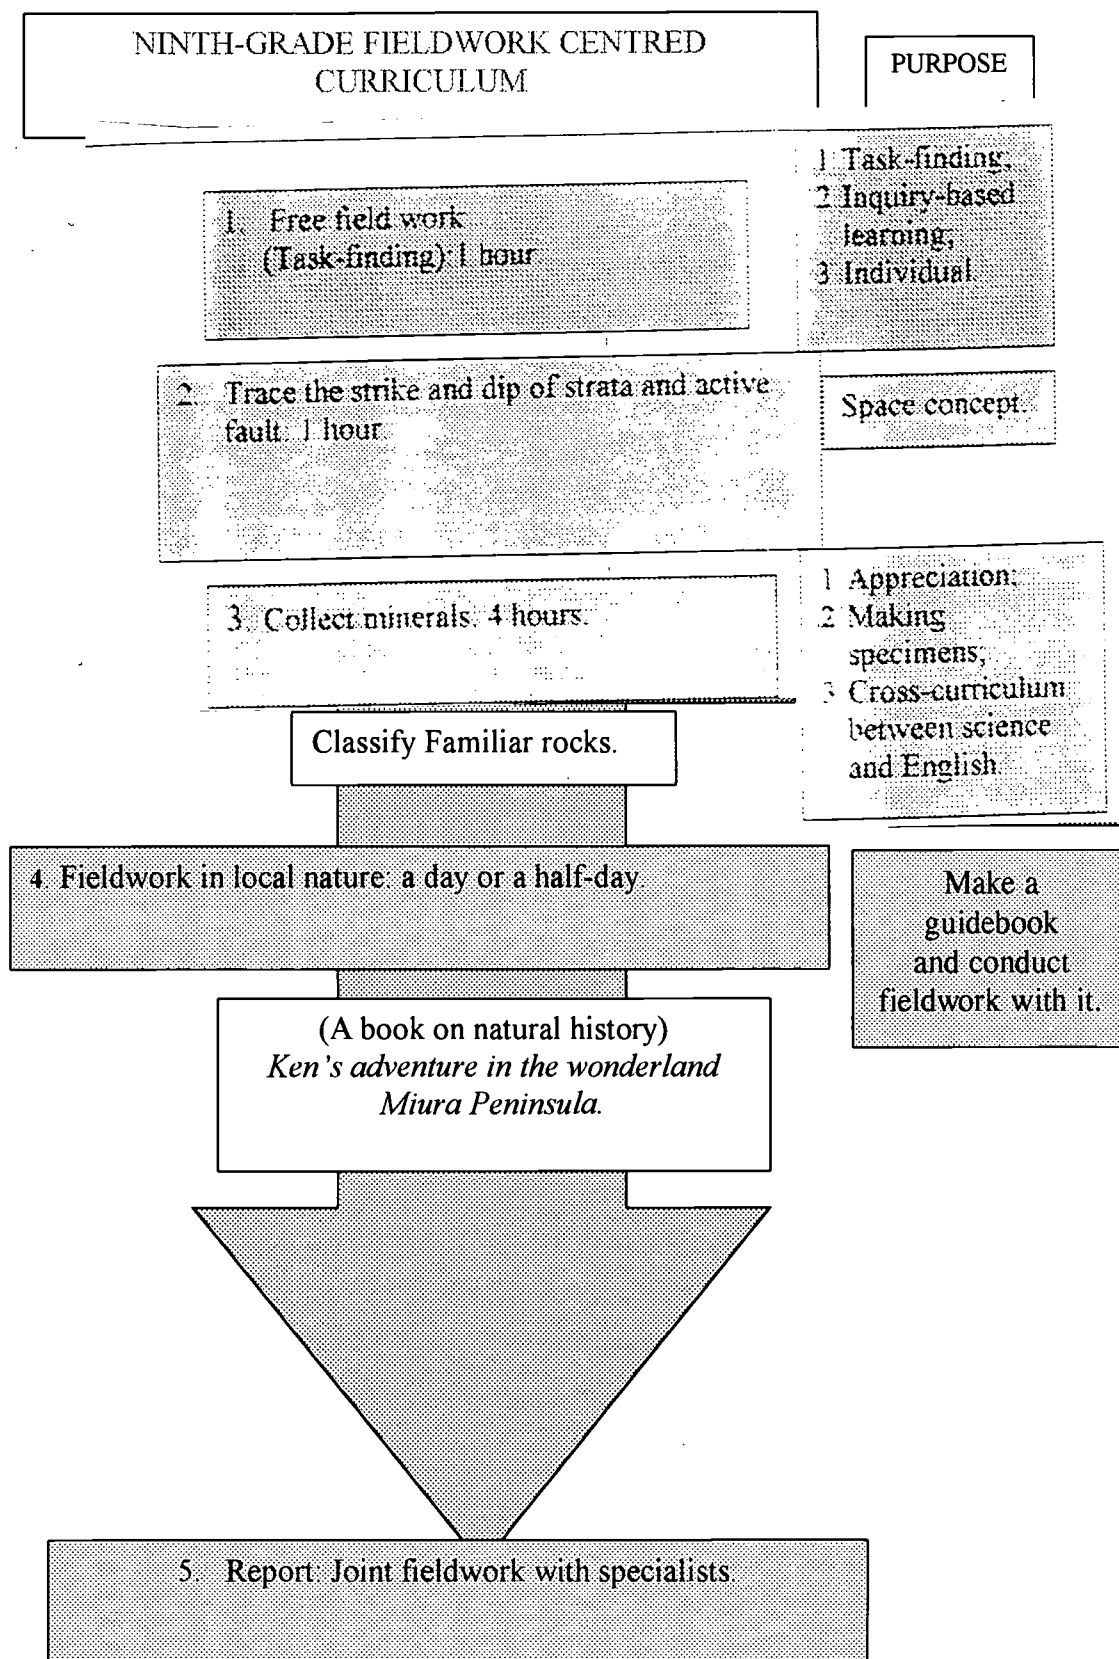 NINTH-GRADE FIELDWORK CENTRED
CURRICULUM
PURPOSE
1. Free field work
(Task-finding): 1 hour
1 Task-finding;
2 Inquiry-based
learning;
3 Individual.
2. Trace the strike and dip of strata and active
fault: 1 hour.
Space concept.
3. Collect minerals. 4 hours.
1 Appreciation;
2 Making
specimens;
3 Cross-curriculum
between science
and English.
Classify Familiar rocks.
4. Fieldwork in local nature: a day or a half-day.
Make a
guidebook
and conduct
fieldwork with it.
(A book on natural history)
Ken's adventure in the wonderland
Miura Peninsula.
5. Report: Joint fieldwork with specialists.